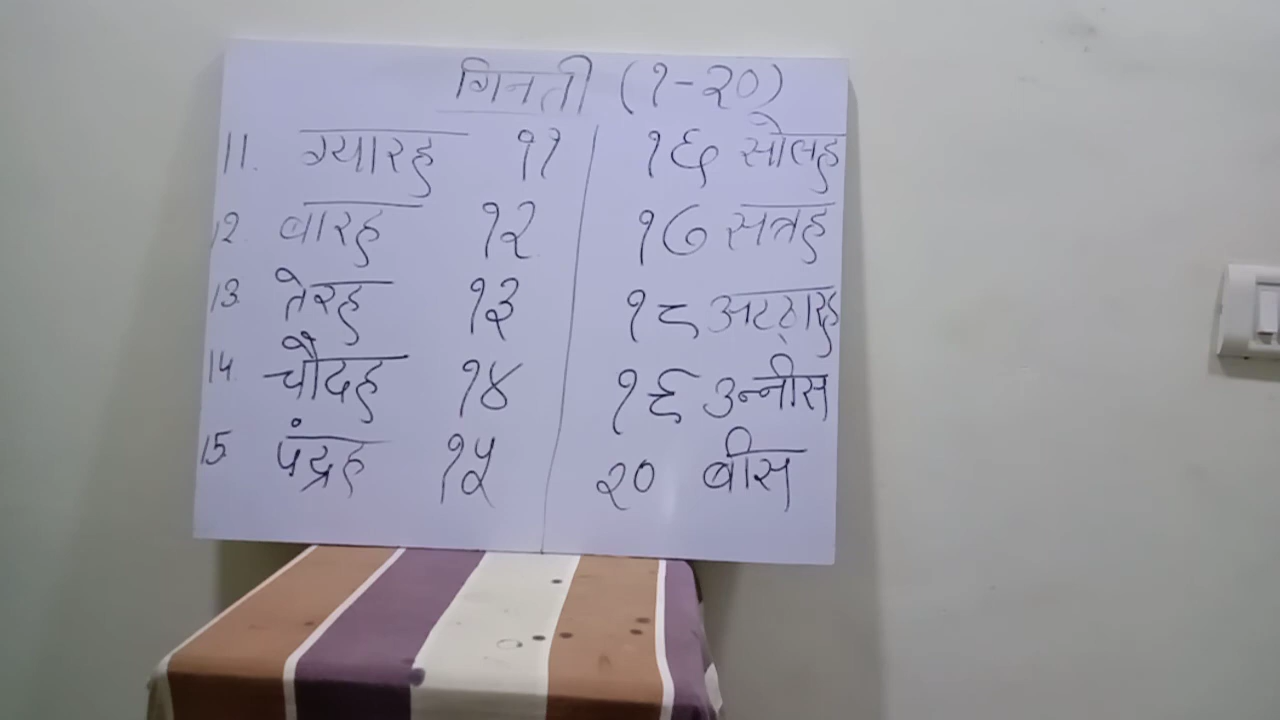 गिनती (१-२०)
11. ग्यारह ११
12. बारह १२
13. तेरह १३
14. चौदह १४
15. पंद्रह १५
१६ सोलह
१७ सत्रह
१८ अट्ठारह
१९ उन्नीस
२० बीस